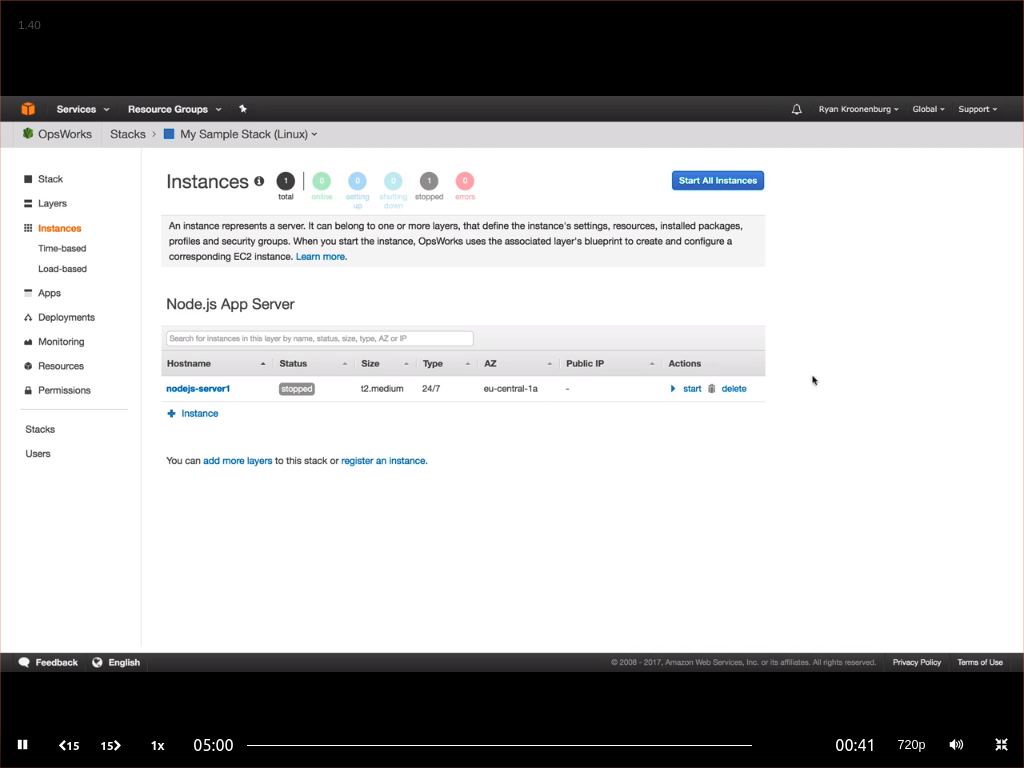 1.40
Services Resource Groups Ryan Kroonenburg Global Support
OpsWorks Stacks My Sample Stack (Linux)
Stack
Layers
Instances
Time-based
Load-based
Apps
Deployments
Monitoring
Resources
Permissions
Stacks
Users
Instances 1 0 0 0 1 0 Start All Instances
total online setting up shutting down stopped errors
An instance represents a server. It can belong to one or more layers, that define the instance's settings, resources, installed packages,
profiles and security groups. When you start the instance, OpsWorks uses the associated layer's blueprint to create and configure a
corresponding EC2 instance. Learn more.
Node.js App Server
Search for instances in this layer by name, status, size, type, AZ or IP
Hostname Status Size Type AZ Public IP Actions
nodejs-server1 stopped t2.medium 24/7 eu-central-1a - start delete
Instance
You can add more layers to this stack or register an instance.
Feedback English © 2008 - 2017, Amazon Web Services, Inc. or its affiliates. All rights reserved. Privacy Policy Terms of Use
15 15 1x 05:00 00:41 720p